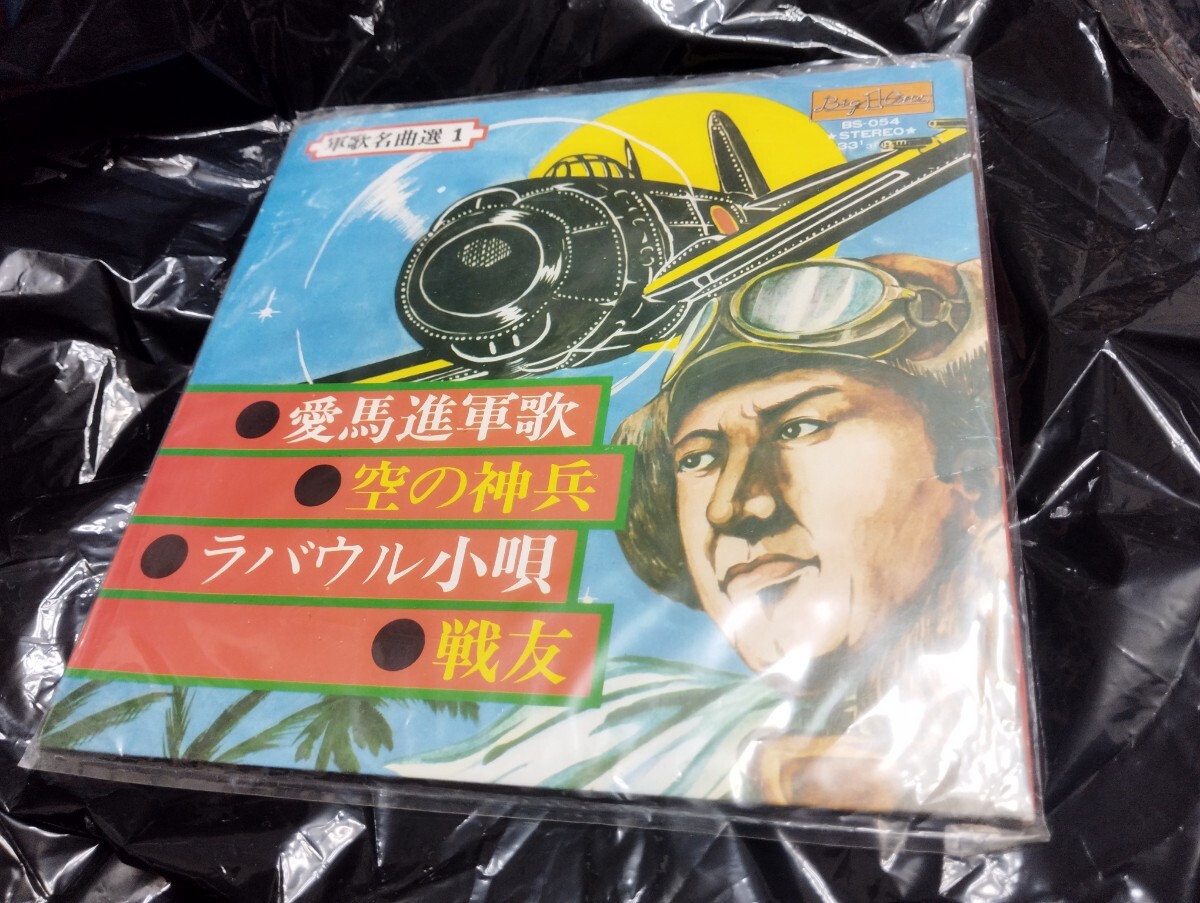 軍歌名曲選 1
BS-054
★STEREO★
●愛馬進軍歌
●空の神兵
●ラバウル小唄
●戦友